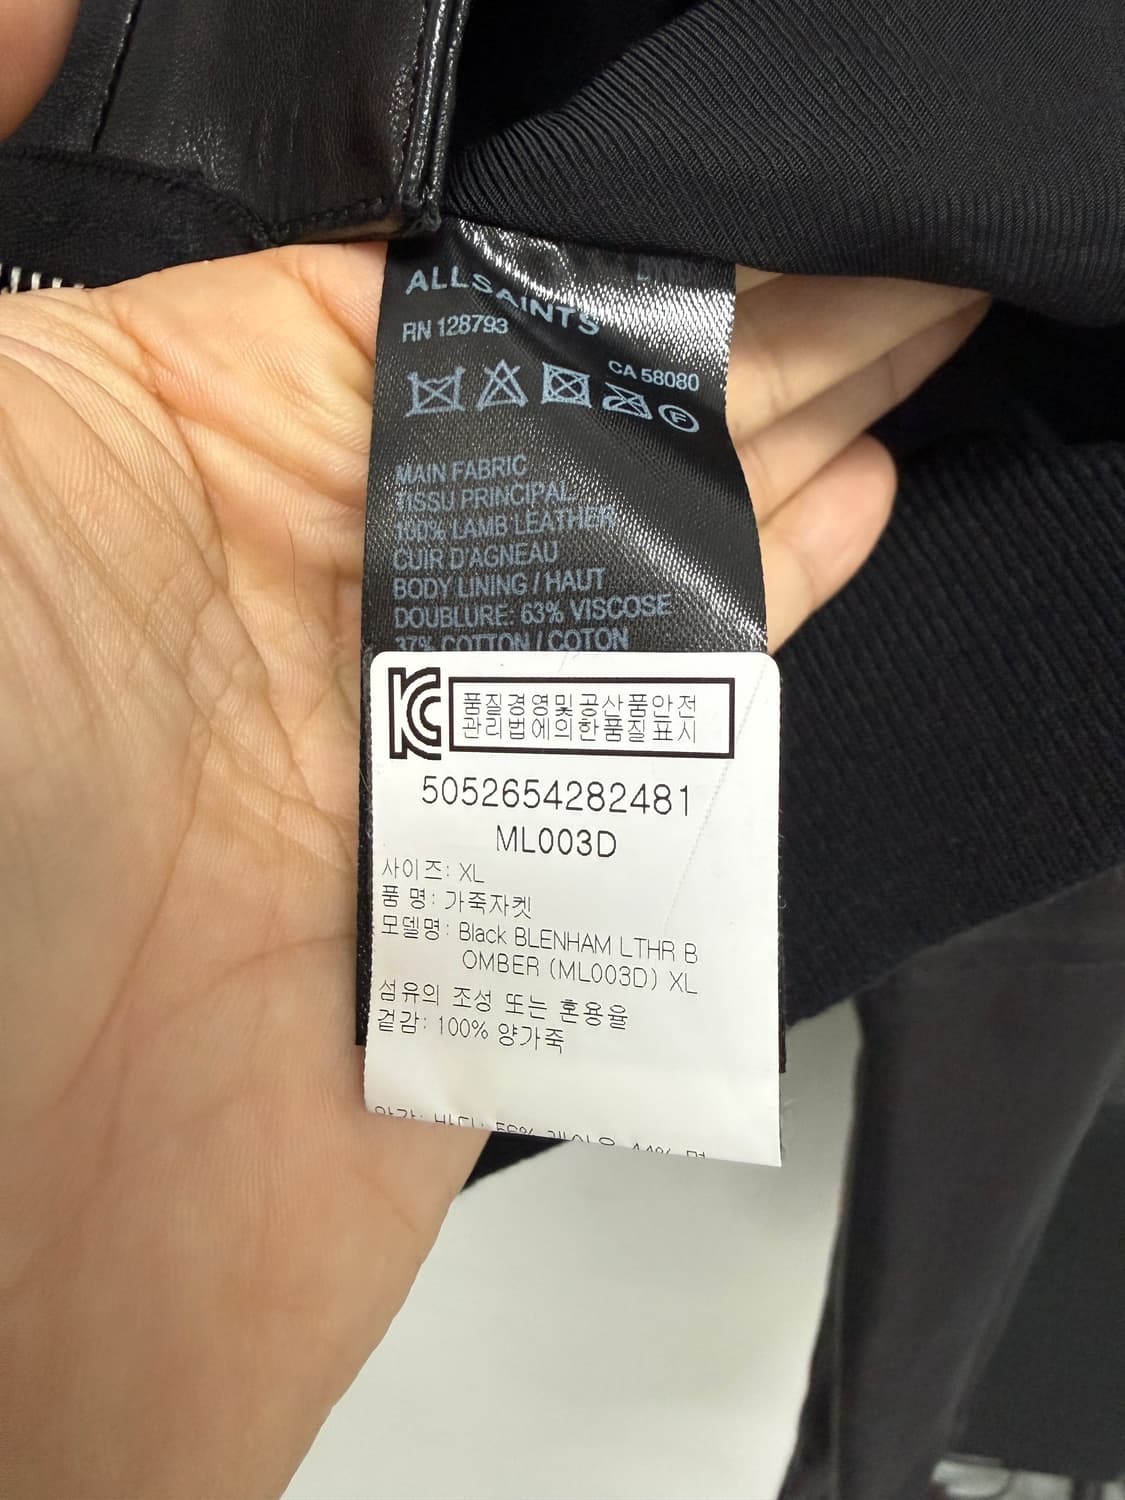 ALLSAINTS
RN 128793
CA 58080
F
MAIN FABRIC
TISSU PRINCIPAL
100% LAMB LEATHER
CUIR D'AGNEAU
BODY LINING / HAUT
DOUBLURE: 63% VISCOSE
37% COTTON / COTON
품질경영및공산품안전
관리법에의한품질표시
5052654282481
ML003D
사이즈: XL
품 명: 가죽자켓
모델명: Black BLENHAM LTHR B
OMBER (ML003D) XL
섬유의 조성 또는 혼용율
겉감: 100% 양가죽